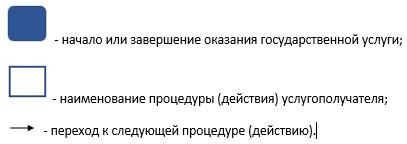 - начало или завершение оказания государственной услуги;
- наименование процедуры (действия) услугополучателя;
- переход к следующей процедуре (действию).